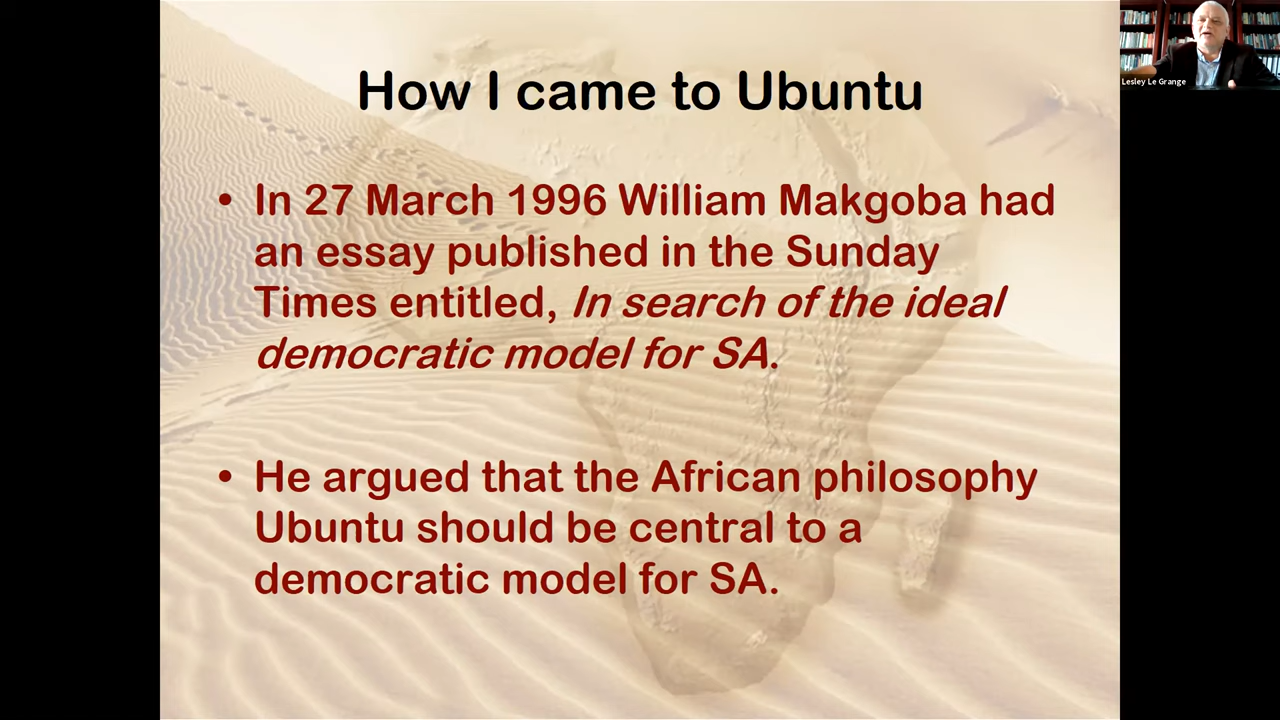 How I came to Ubuntu
Lesley Le Grange
• In 27 March 1996 William Makgoba had
an essay published in the Sunday
Times entitled, In search of the ideal
democratic model for SA.
• He argued that the African philosophy
Ubuntu should be central to a
democratic model for SA.